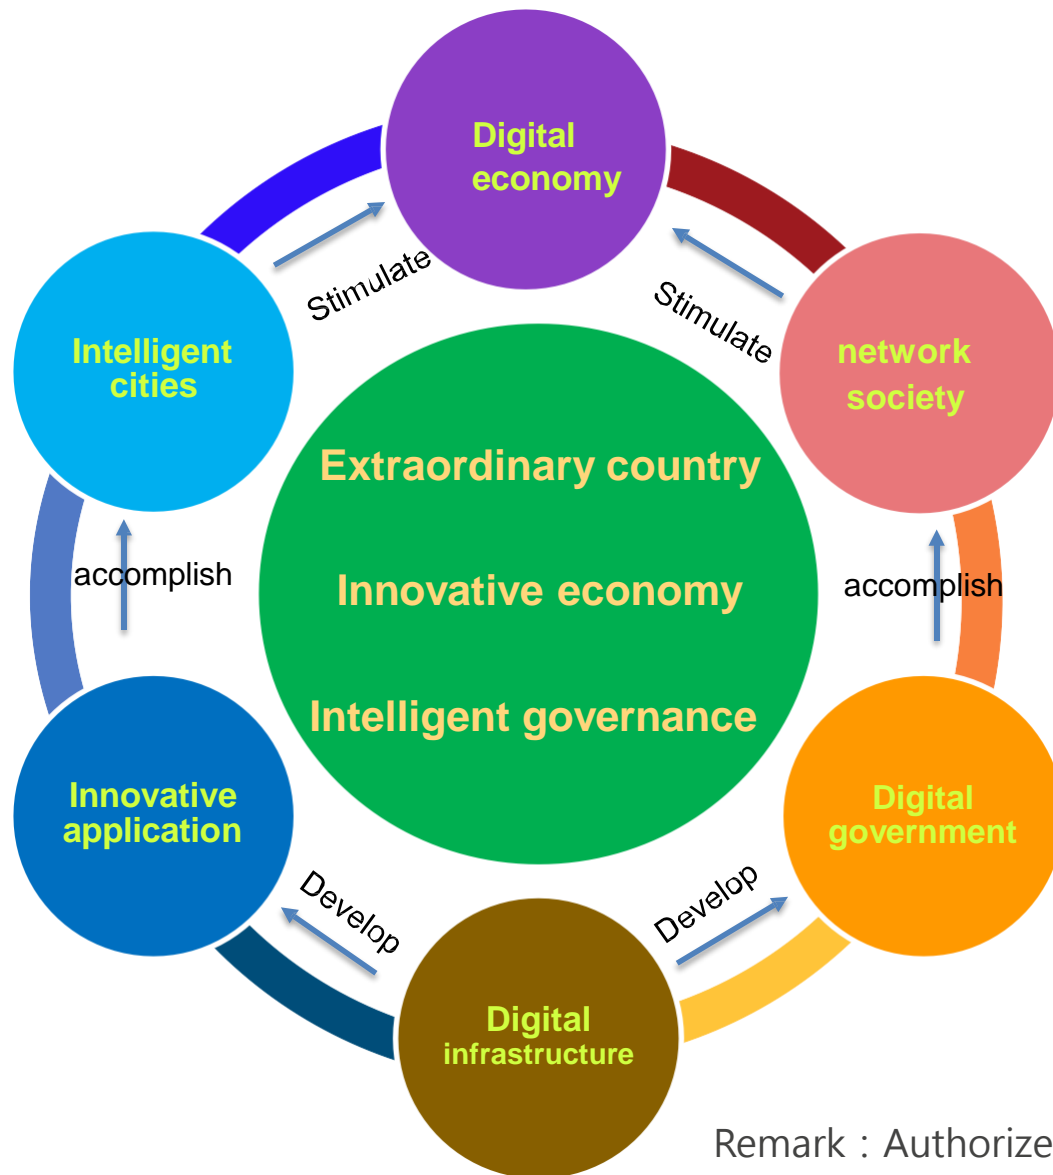 Digital
economy
Stimulate
Stimulate
Intelligent
cities
network
society
Extraordinary country
Innovative economy
Intelligent governance
accomplish
accomplish
Innovative
application
Digital
government
Develop
Develop
Digital
infrastructure
Remark：Authorize